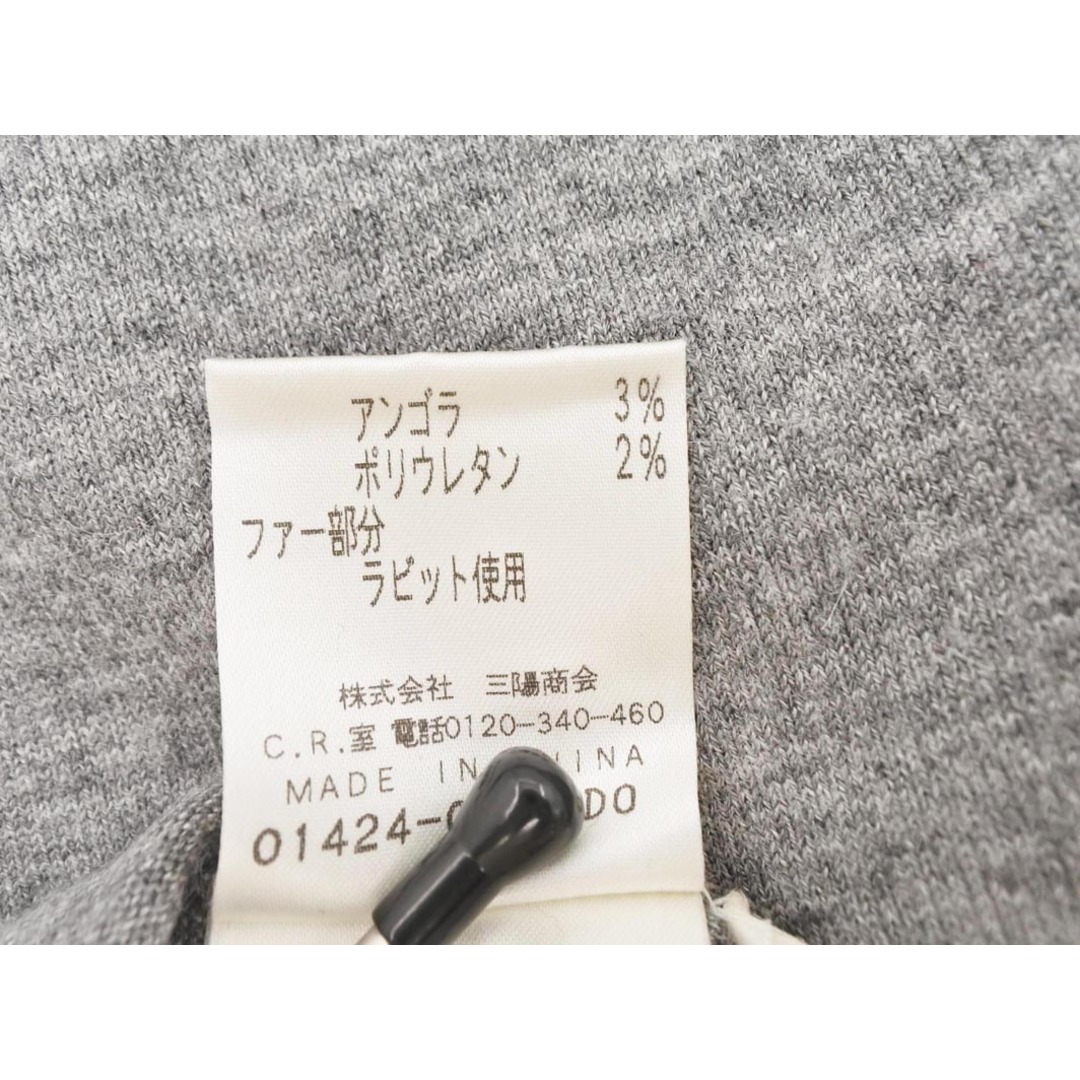 アンゴラ 3%
ポリウレタン 2%
ファー部分
ラビット使用
株式会社 三陽商会
C.R.室 電話0120-340-460
MADE IN
01424-